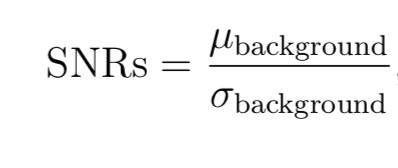 SNRs = μ_background / σ_background